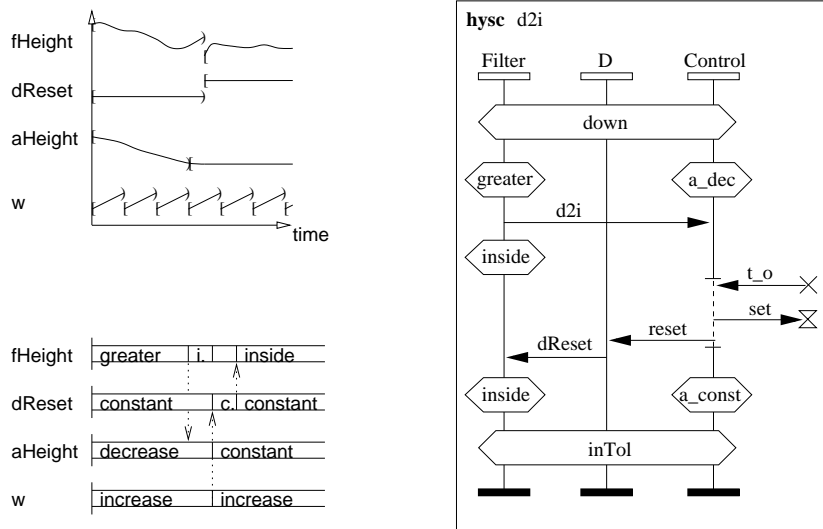 fHeight
dReset
aHeight
w
time
fHeight greater i. inside
dReset constant c. constant
aHeight decrease constant
w increase increase
hysc d2i
Filter D Control
down
greater a_dec
d2i
inside
t_o
set
reset
dReset
inside a_const
inTol